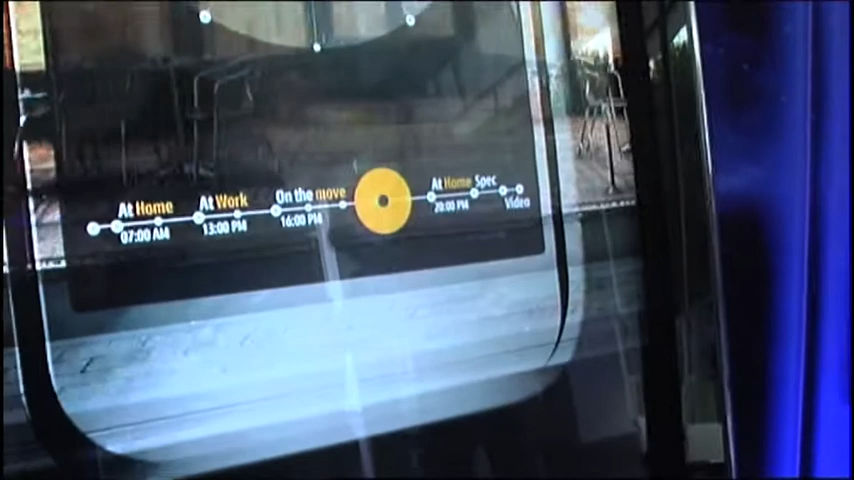 At Home
07:00 AM
At Work
13:00 PM
On the move
16:00 PM
At Home
20:00 PM
Spec
Video